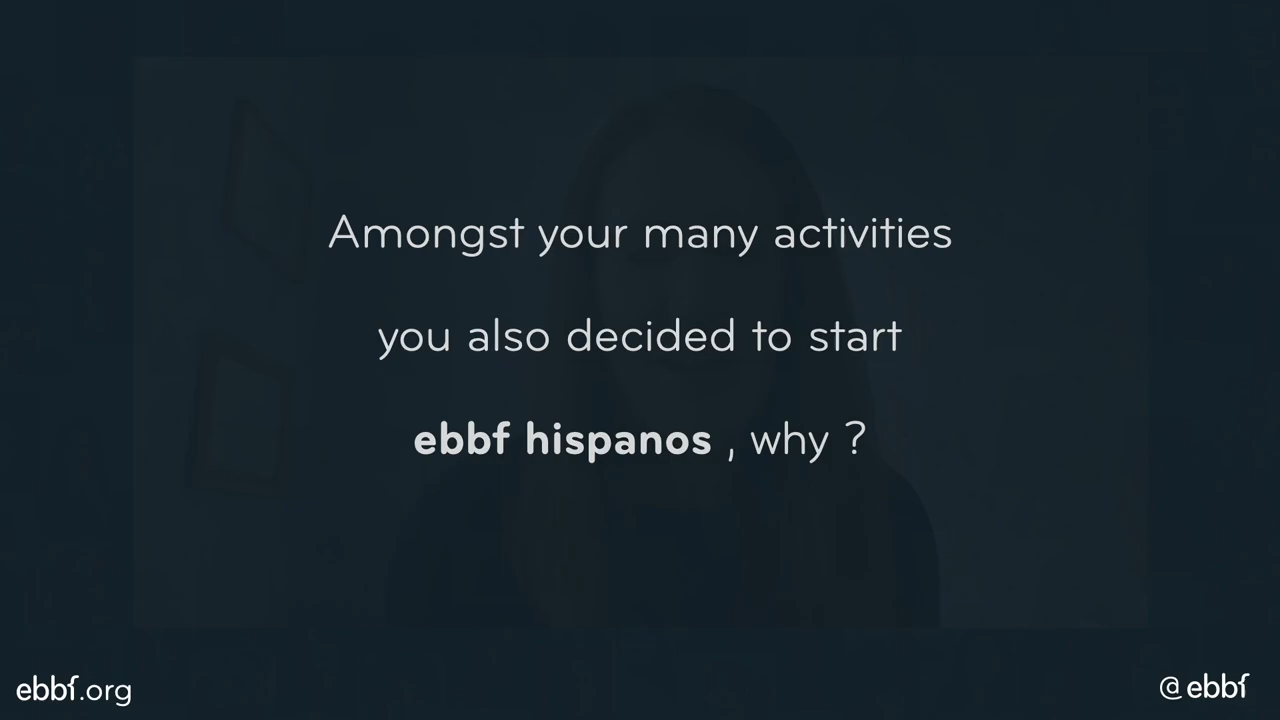 Amongst your many activities
you also decided to start
ebbf hispanos , why ?
ebbf.org
@ebbf